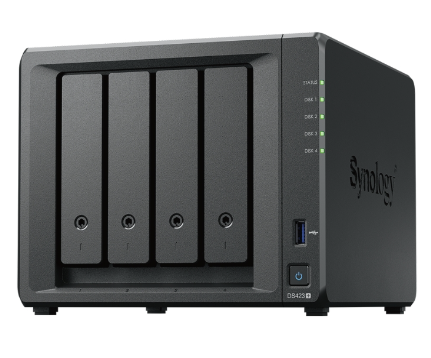 STATUS
DISK 1
DISK 2
DISK 3
DISK 4
Synology
DS423+